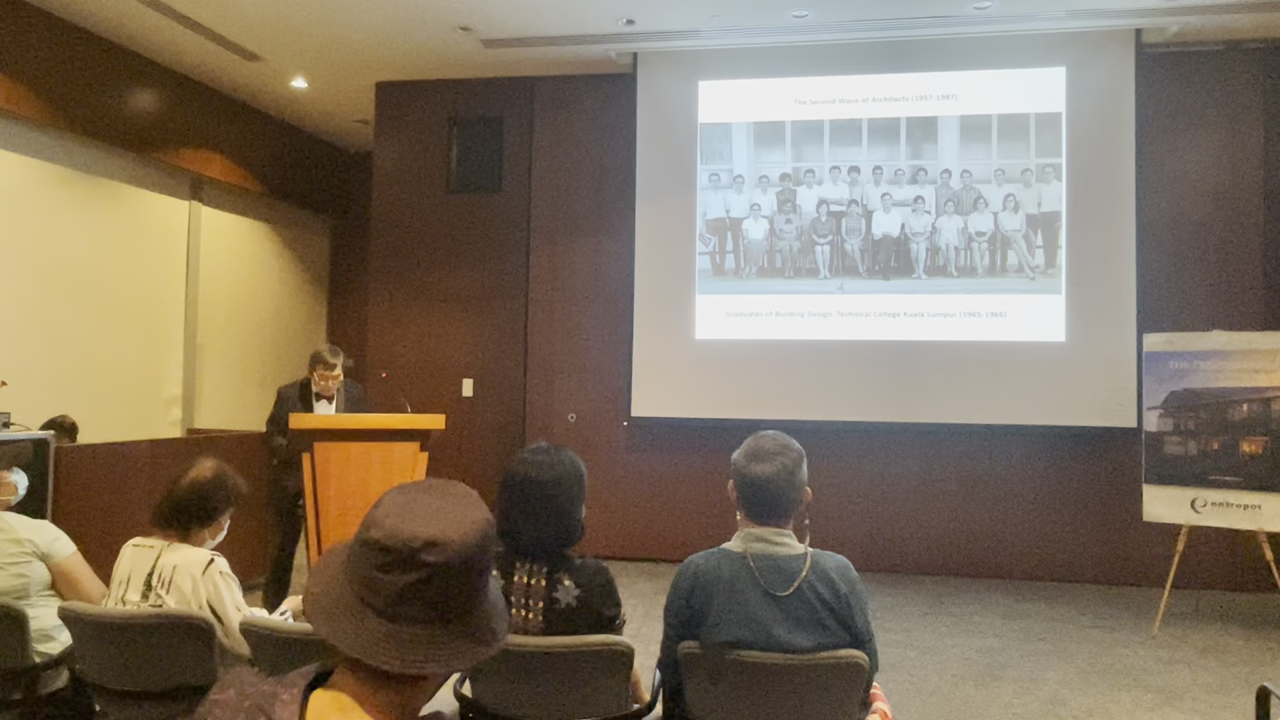 The Second Wave of Architects (1957-1987)
Graduates of Building Design, Technical College Kuala Lumpur (1965-1966)
entrepot